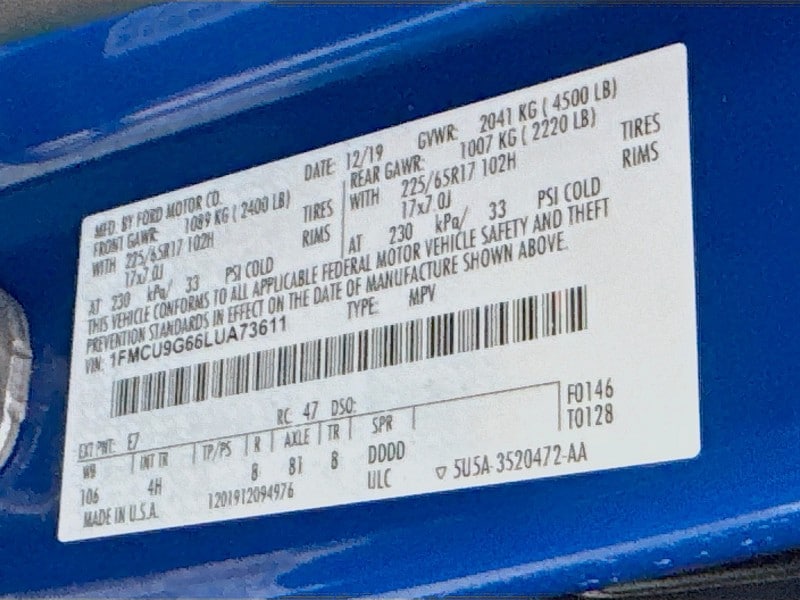 MFD. BY FORD MOTOR CO. DATE: 12/19 GVWR: 2041 KG ( 4500 LB)
FRONT GAWR: 1089 KG ( 2400 LB) REAR GAWR: 1007 KG ( 2220 LB)
WITH 225/65R17 102H TIRES WITH 225/65R17 102H TIRES
17x7.0J RIMS 17x7.0J RIMS
AT 230 kPa/ 33 PSI COLD AT 230 kPa/ 33 PSI COLD
THIS VEHICLE CONFORMS TO ALL APPLICABLE FEDERAL MOTOR VEHICLE SAFETY AND THEFT
PREVENTION STANDARDS IN EFFECT ON THE DATE OF MANUFACTURE SHOWN ABOVE.
VIN: 1FMCU9G66LUA73611 TYPE: MPV
EXT PNT: E7 RC: 47 DSO: F0146
WB INT TR TP/PS R AXLE TR SPR T0128
106 4H 8 81 8 DDDD
MADE IN U.S.A. 1201912094976 ULC ▽ 5U5A-3520472-AA